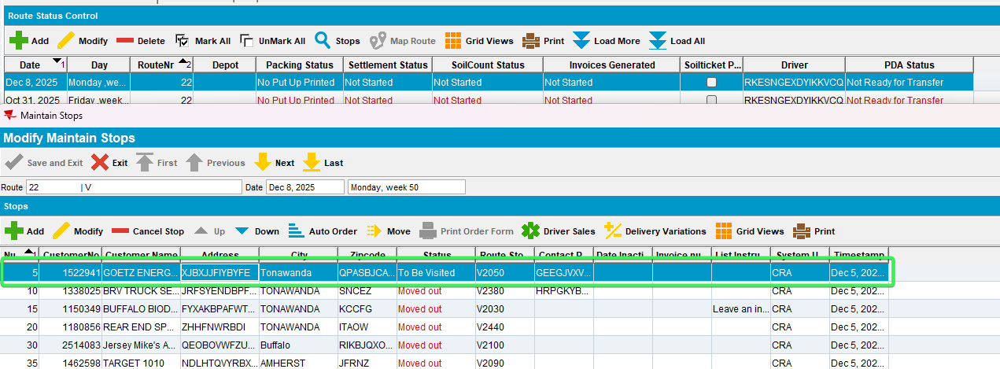 Route Status Control
Add Modify Delete Mark All UnMark All Stops Map Route Grid Views Print Load More Load All
Date 1 Day RouteNr 2 Depot Packing Status Settlement Status SoilCount Status Invoices Generated Soilticket P... Driver PDA Status
Dec 8, 2025 Monday ,we... 22 No Put Up Printed Not Started Not Started Not Started RKESNGEXDYIKKVCQ Not Ready for Transfer
Oct 31, 2025 Friday ,week... 22 No Put Up Printed Not Started Not Started Not Started RKESNGEXDYIKKVCQ Not Ready for Transfer
Maintain Stops
Modify Maintain Stops
Save and Exit Exit First Previous Next Last
Route 22 | V Date Dec 8, 2025 Monday, week 50
Stops
Add Modify Cancel Stop Up Down Auto Order Move Print Order Form Driver Sales Delivery Variations Grid Views Print
Nu... 1 CustomerNo Customer Name Address City Zipcode Status Route Sto... Contact P... Date Inacti... Invoice nu... List Instru... System U... Timestamp
5 1522941 GOETZ ENERG... XJBXJJFIYBYFE Tonawanda QPASBJCA... To Be Visited V2050 GEEGJVXV... CRA Dec 5, 202...
10 1338025 BRV TRUCK SE... JRFSYENDBPF... TONAWANDA SNCEZ Moved out V2380 HRPGKYB... CRA Dec 5, 202...
15 1150349 BUFFALO BIOD... FYXAKBPAFWT... TONAWANDA KCCFG Moved out V2030 Leave an in... CRA Dec 5, 202...
20 1180856 REAR END SP... ZHHFNWRBDI TONAWANDA ITAOW Moved out V2440 CRA Dec 5, 202...
30 2514083 Jersey Mike's A... QEOBOVWFZU... Buffalo RIKBJQXO... Moved out V2100 CRA Dec 5, 202...
35 1462598 TARGET 1010 NDLHTQVYRBX... AMHERST JFRNZ Moved out V2090 CRA Dec 5, 202...